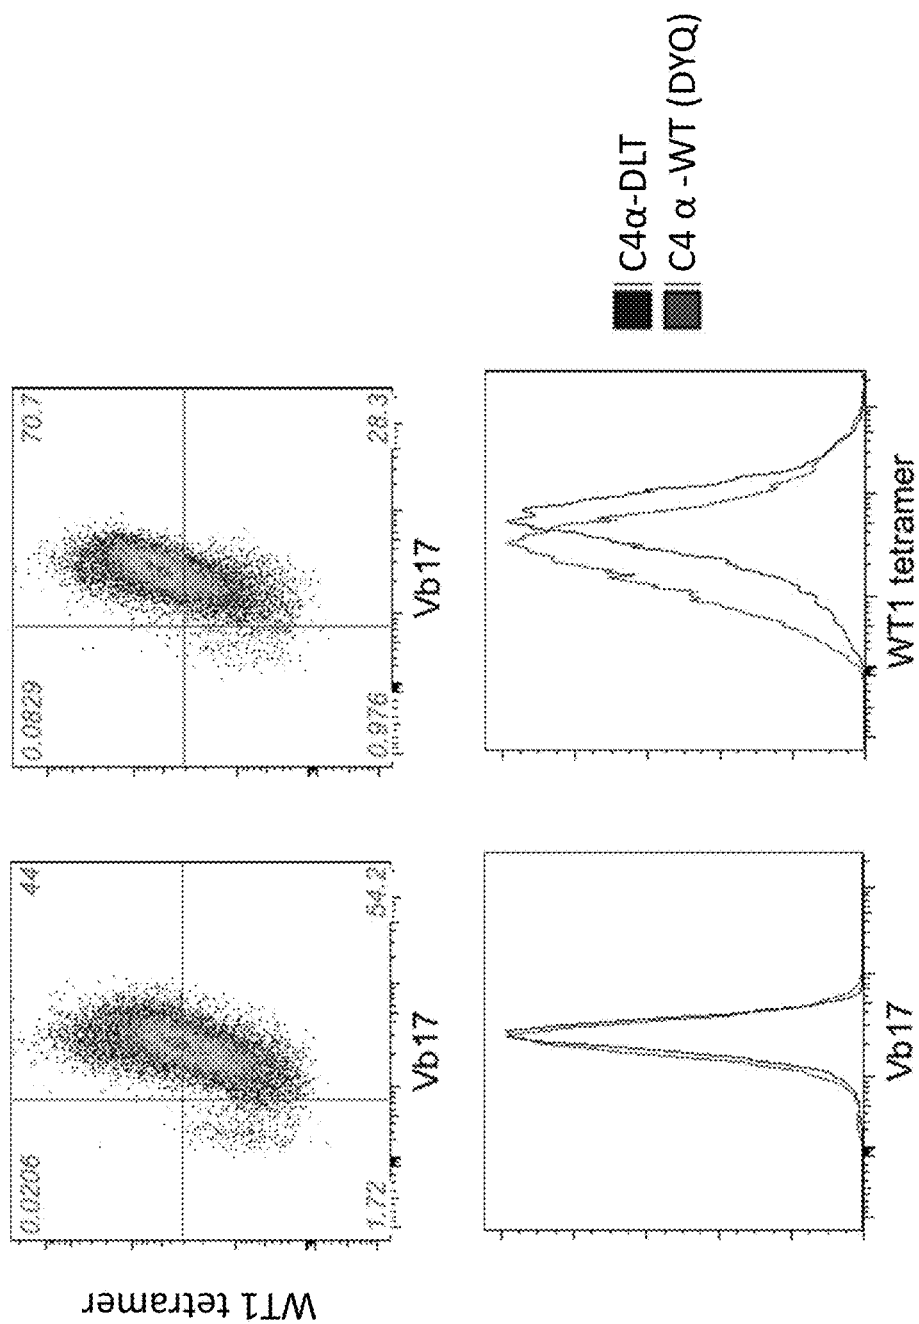 WT1 tetramer
0.0206 44
1.72 54.2
Vb17
0.0829 70.7
0.976 28.3
Vb17
Vb17
WT1 tetramer
C4α-DLT
C4 α -WT (DYQ)